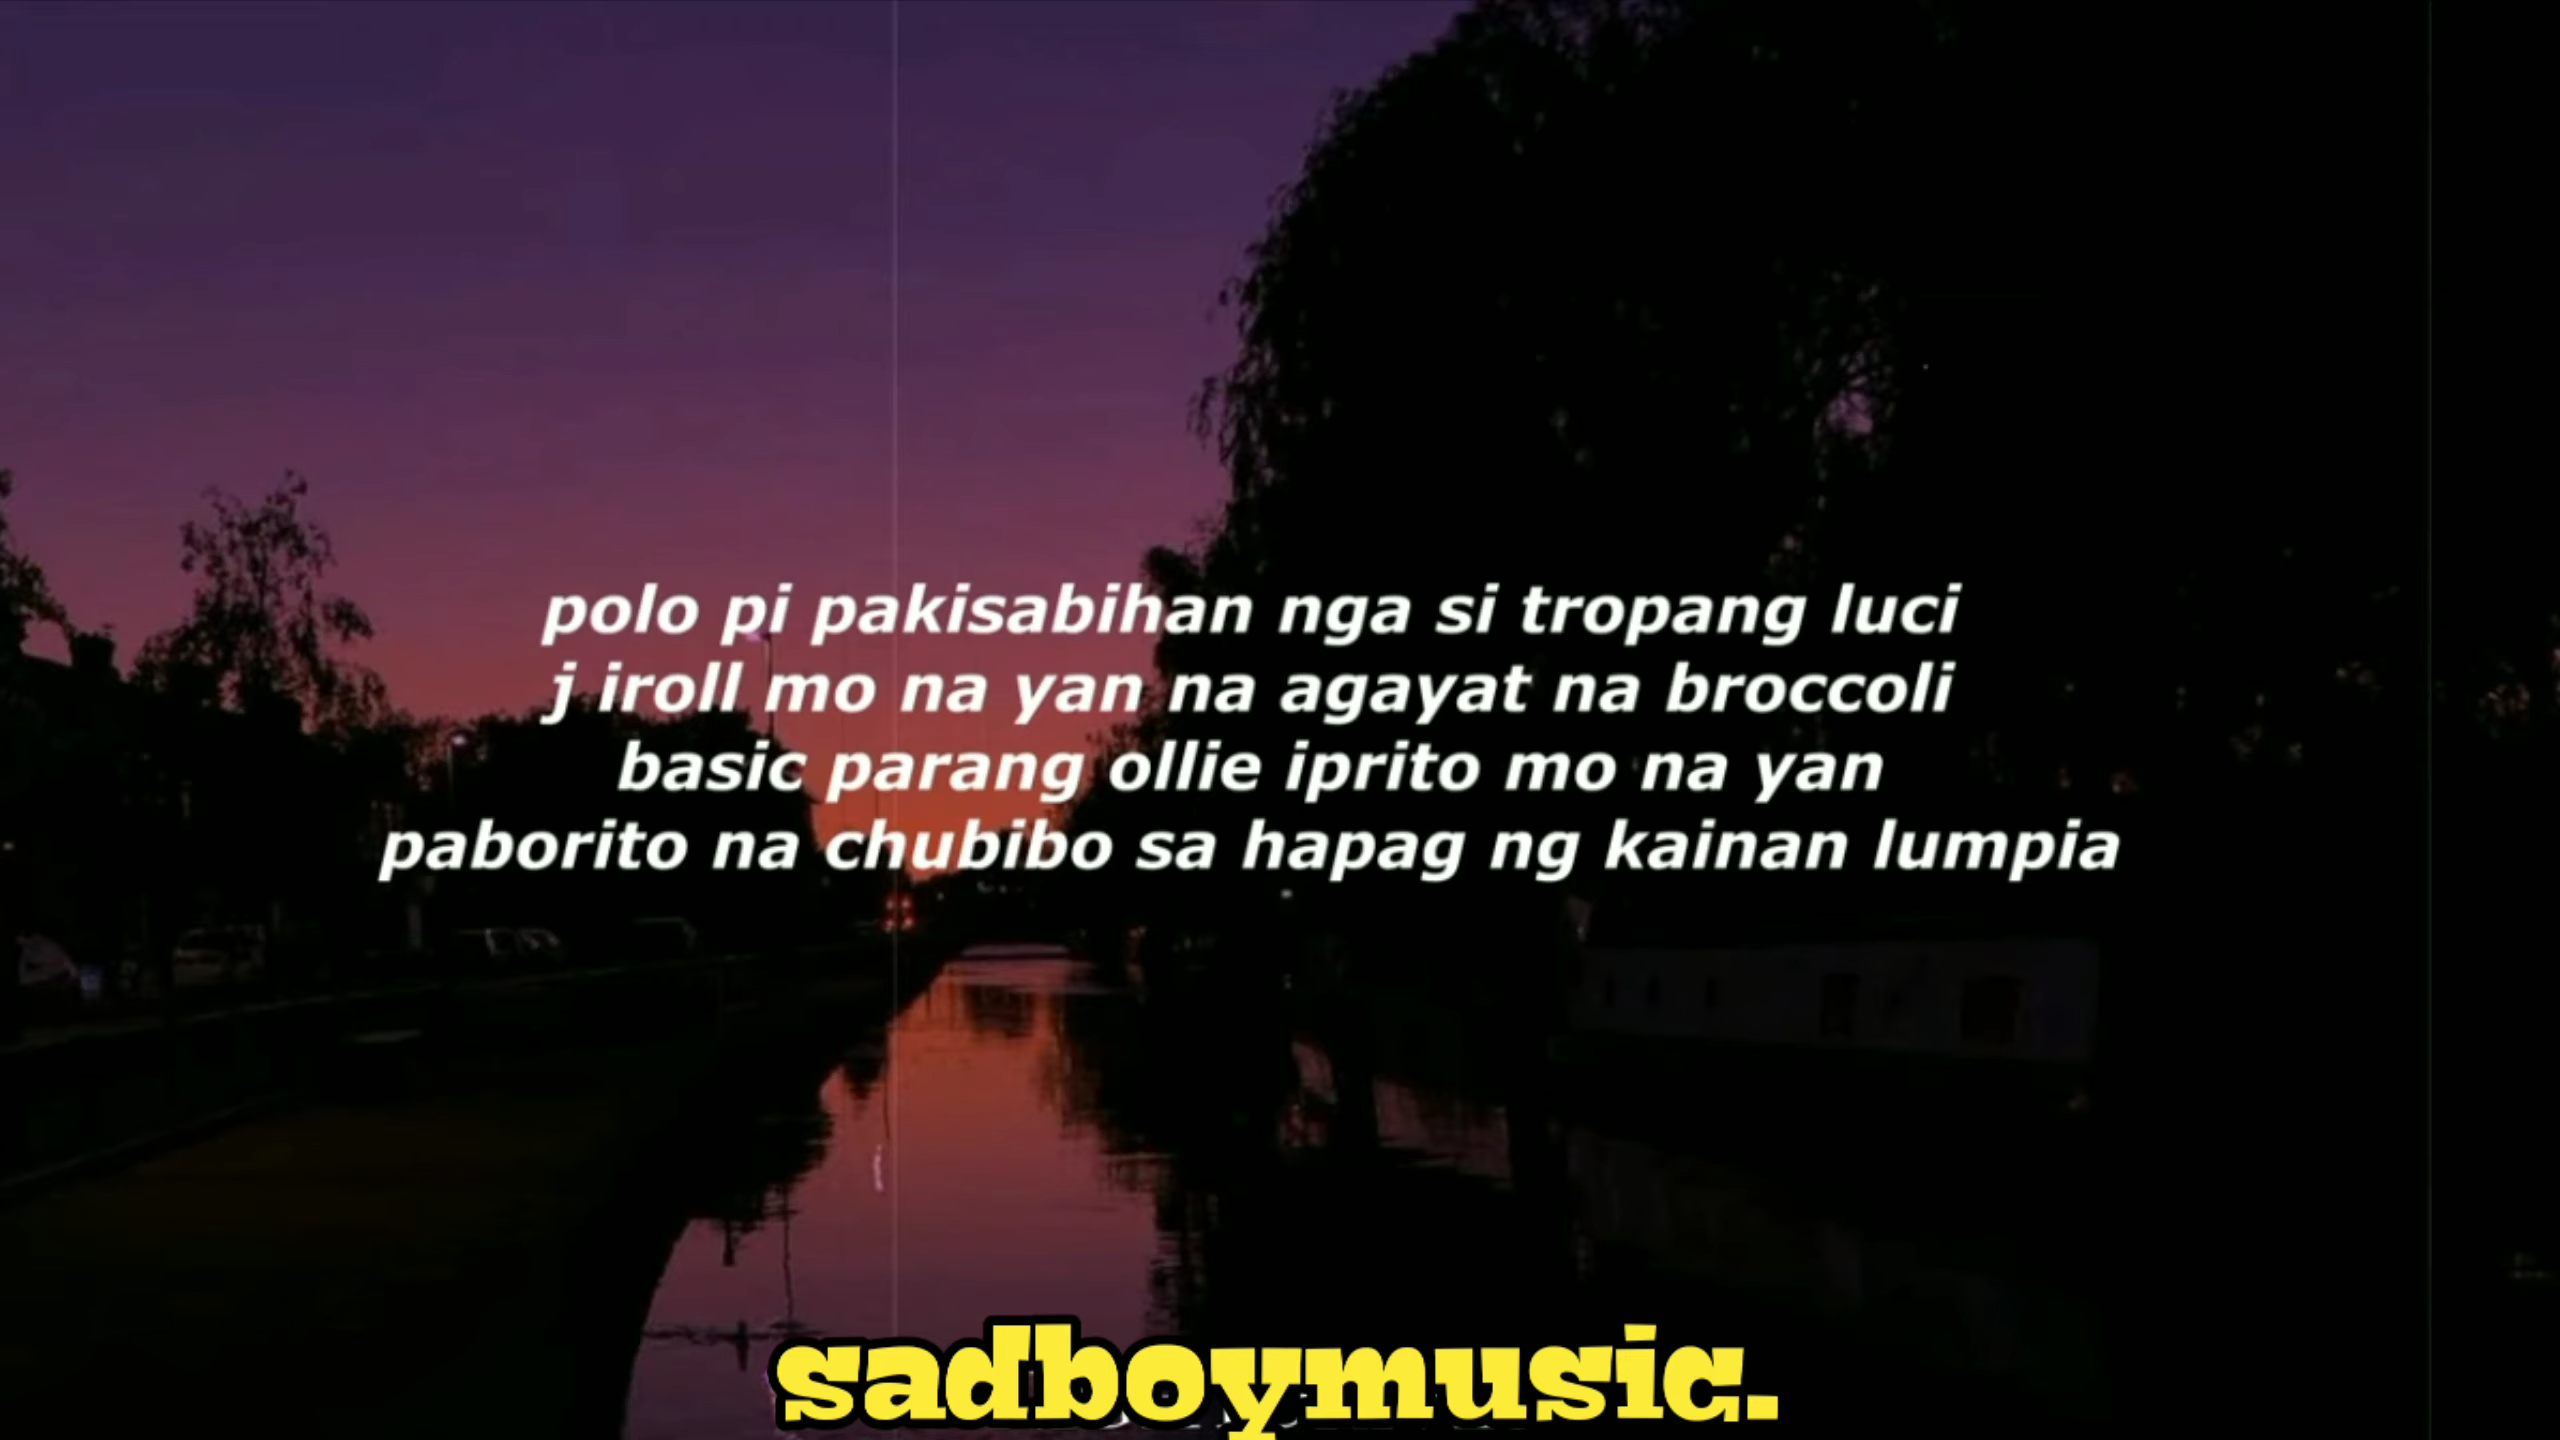 polo pi pakisabihan nga si tropang luci
j iroll mo na yan na agayat na broccoli
basic parang ollie iprito mo na yan
paborito na chubibo sa hapag ng kainan lumpia
sadboymusic.